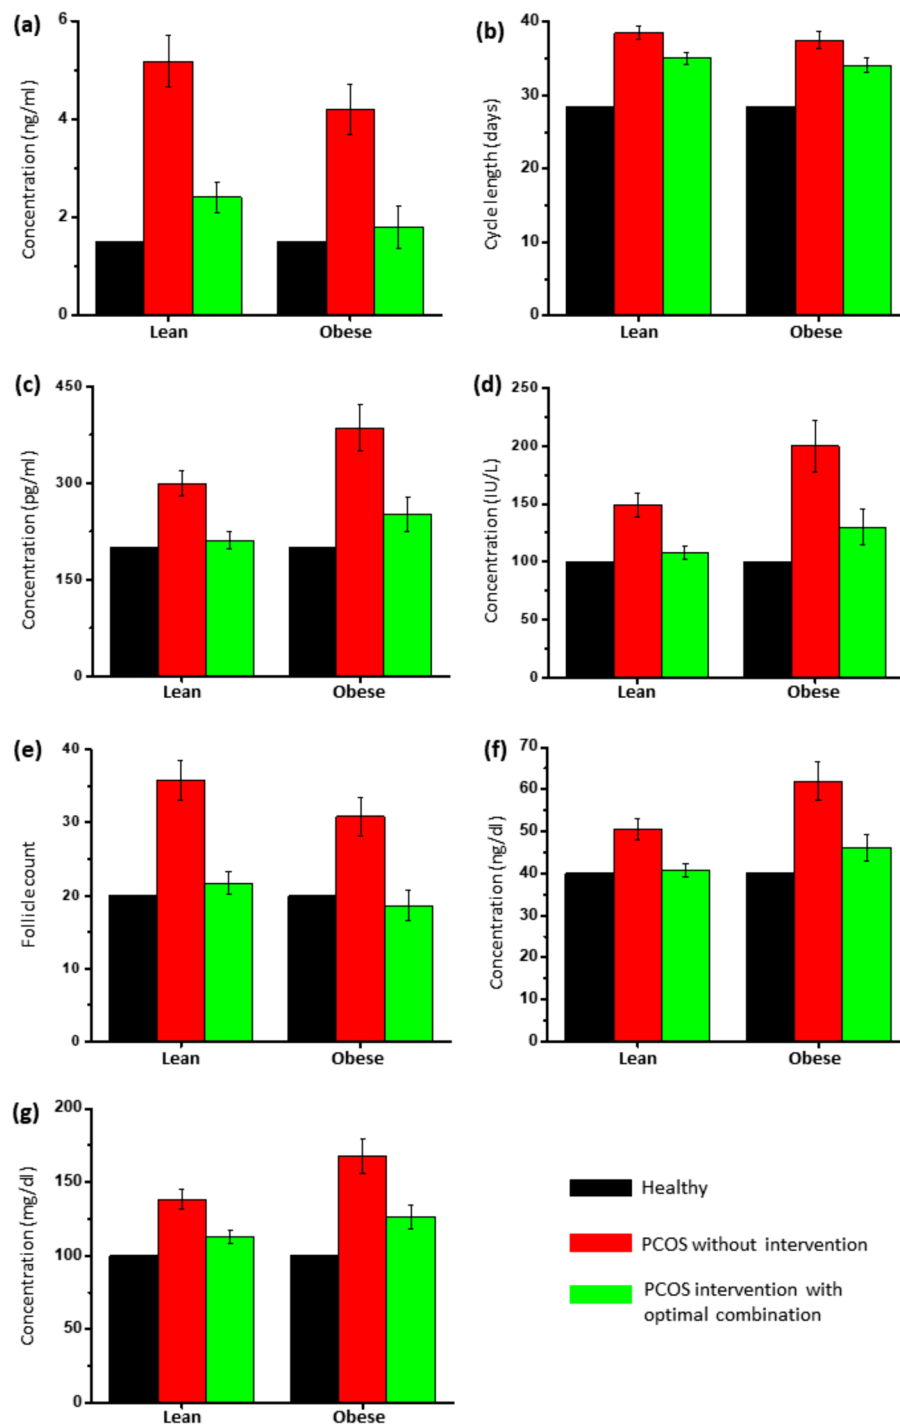 (a)
Concentration (ng/ml)
6
4
2
0
Lean
Obese
(b)
Cycle length (days)
40
30
20
10
0
Lean
Obese
(c)
Concentration (pg/ml)
450
300
150
0
Lean
Obese
(d)
Concentration (IU/L)
250
200
150
100
50
0
Lean
Obese
(e)
Follicle count
40
30
20
10
0
Lean
Obese
(f)
Concentration (ng/dl)
70
60
50
40
30
20
10
0
Lean
Obese
(g)
Concentration (mg/dl)
200
150
100
50
0
Lean
Obese
Healthy
PCOS without intervention
PCOS intervention with
optimal combination